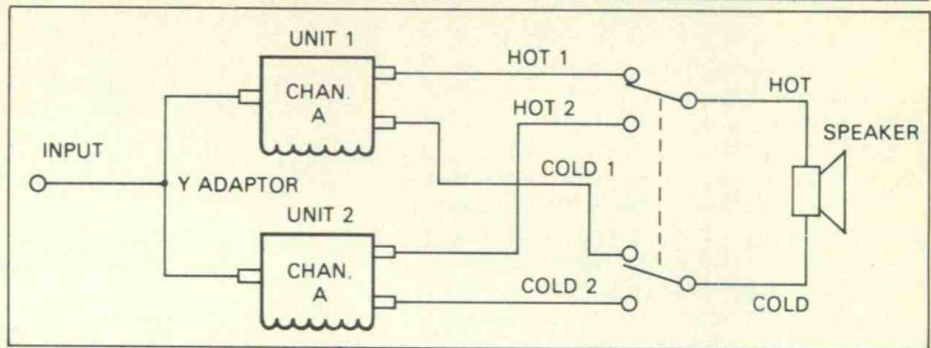 UNIT 1
CHAN.
A
HOT 1
HOT
HOT 2
SPEAKER
INPUT
COLD 1
Y ADAPTOR
UNIT 2
CHAN.
A
COLD 2
COLD